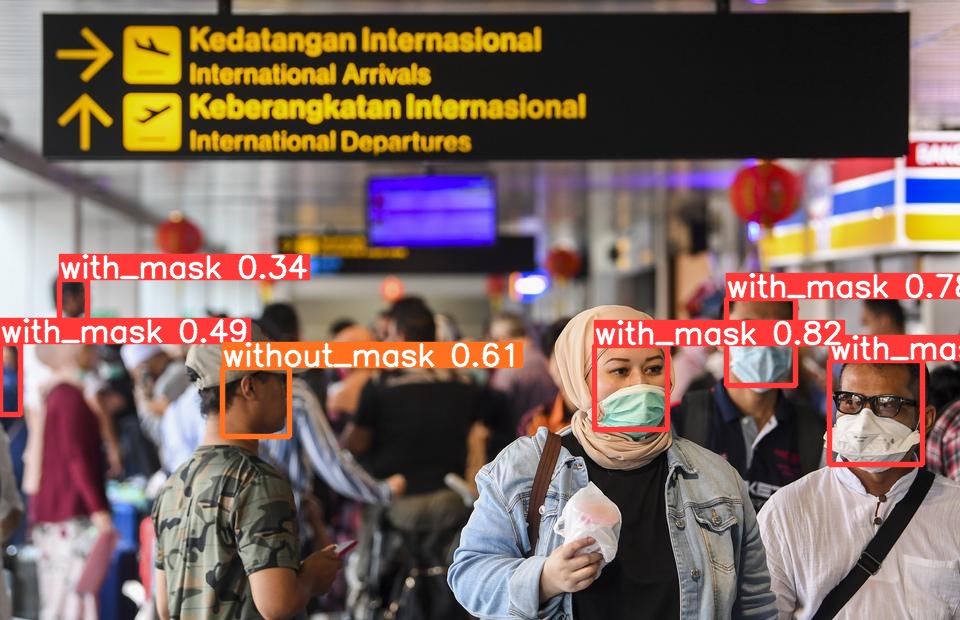 Kedatangan Internasional
International Arrivals
Keberangkatan Internasional
International Departures
BANG
with_mask 0.34
with_mask 0.78
with_mask 0.49
with_mask 0.82
with_mas
without_mask 0.61